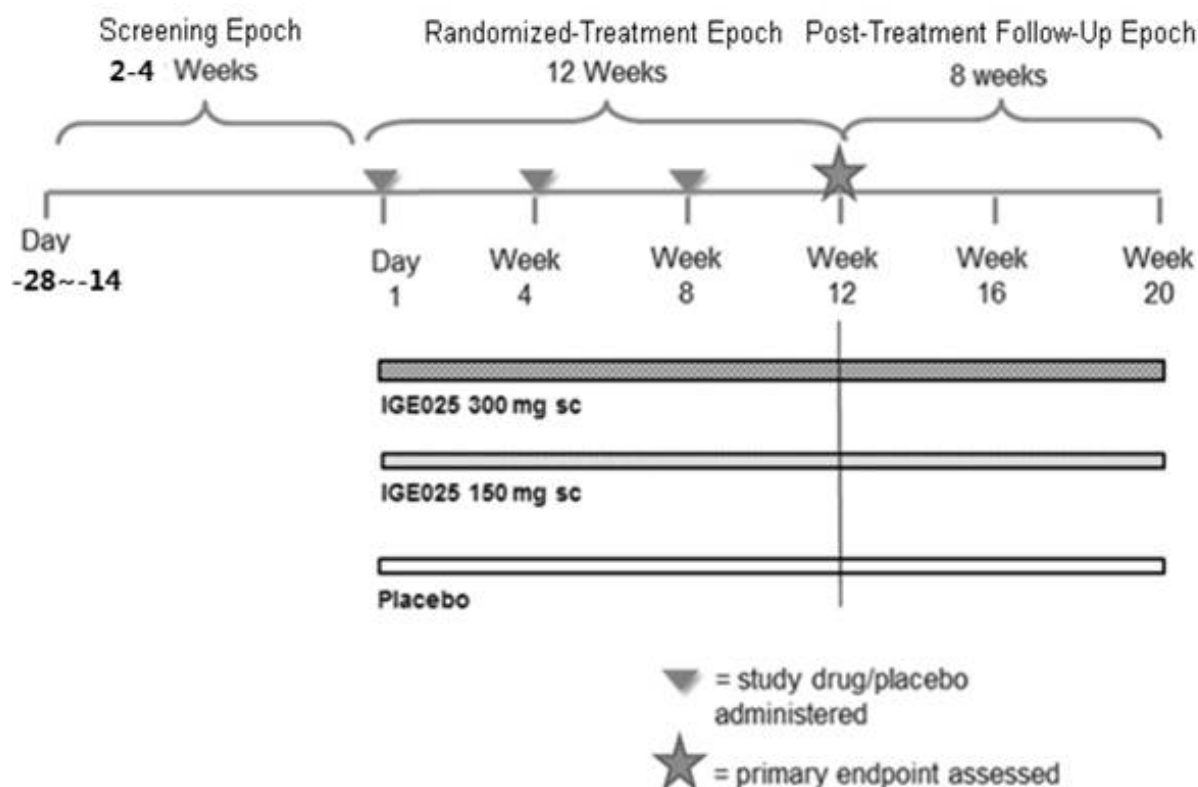 Screening Epoch
2-4 Weeks
Randomized-Treatment Epoch
12 Weeks
Post-Treatment Follow-Up Epoch
8 weeks
Day
-28~-14
Day
1
Week
4
Week
8
Week
12
Week
16
Week
20
IGE025 300 mg sc
IGE025 150 mg sc
Placebo
= study drug/placebo
administered
= primary endpoint assessed